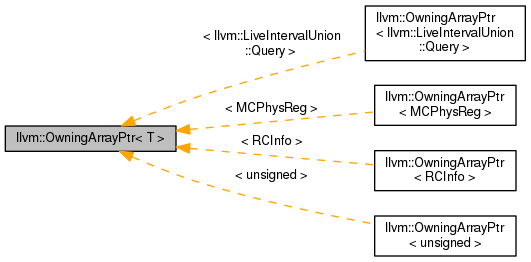 llvm::OwningArrayPtr< T >
< llvm::LiveIntervalUnion
::Query >
< MCPhysReg >
< RCInfo >
< unsigned >
llvm::OwningArrayPtr
< llvm::LiveIntervalUnion
::Query >
llvm::OwningArrayPtr
< MCPhysReg >
llvm::OwningArrayPtr
< RCInfo >
llvm::OwningArrayPtr
< unsigned >